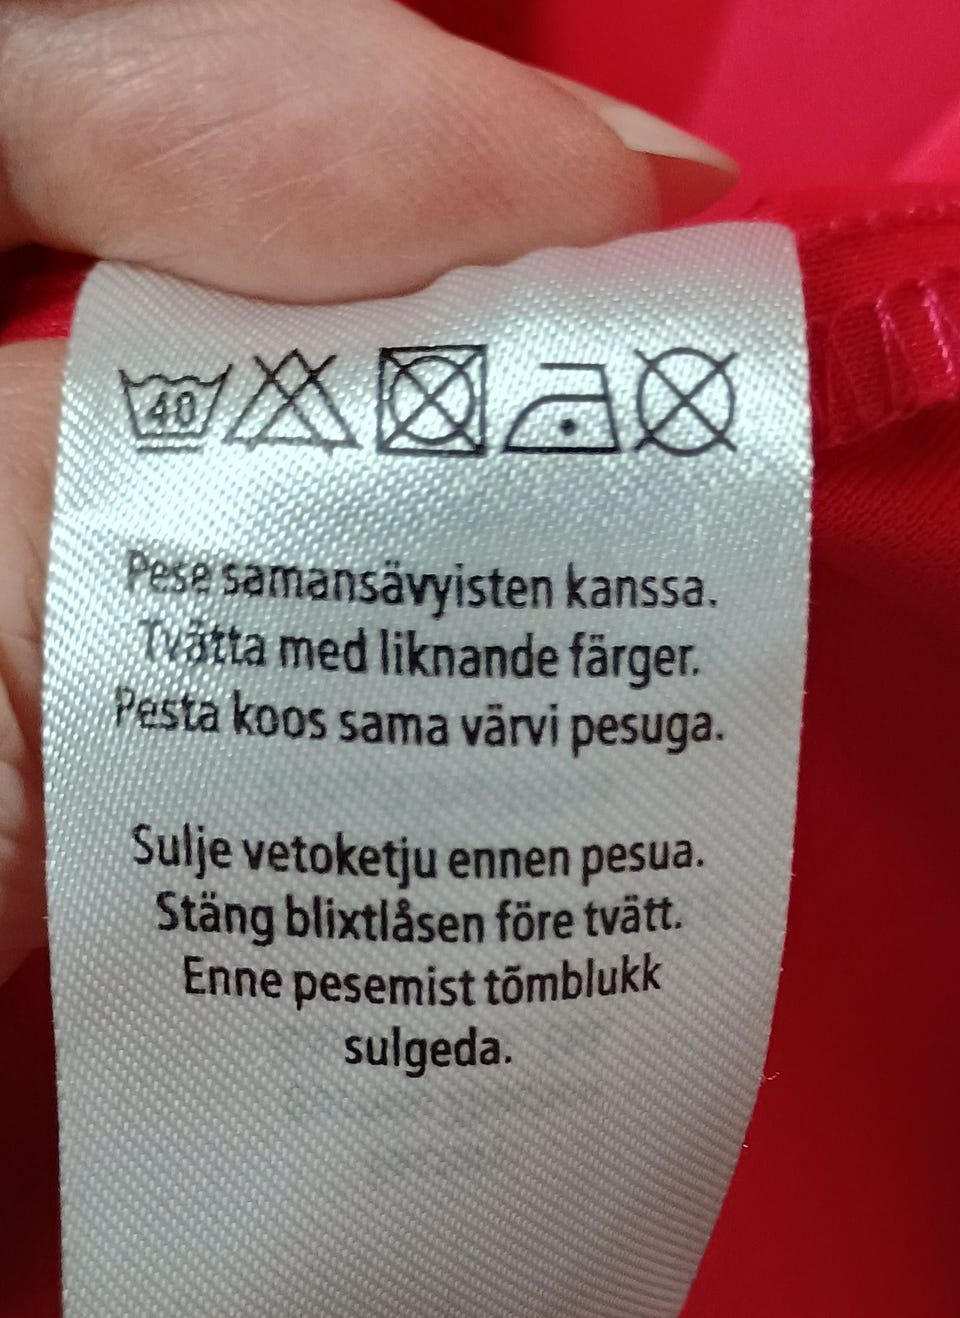 40
Pese samansävyisten kanssa.
Tvätta med liknande färger.
Pesta koos sama värvi pesuga.
Sulje vetoketju ennen pesua.
Stäng blixtlåsen före tvätt.
Enne pesemist tõmblukk
sulgeda.